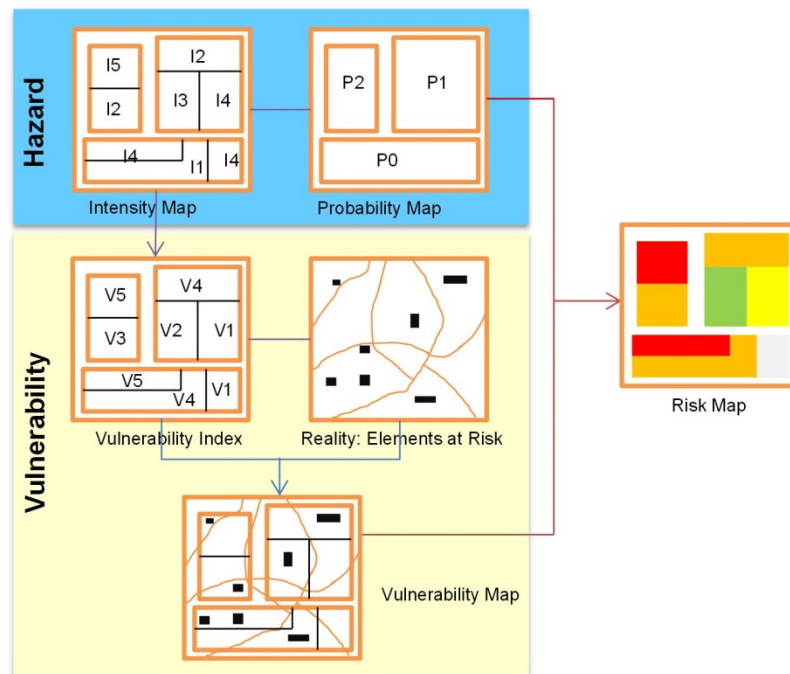 Hazard
I5
I2
I2
I3
I4
I4
I1
I4
Intensity Map
P2
P1
P0
Probability Map
Vulnerability
V5
V3
V4
V2
V1
V5
V4
V1
Vulnerability Index
Reality: Elements at Risk
Vulnerability Map
Risk Map